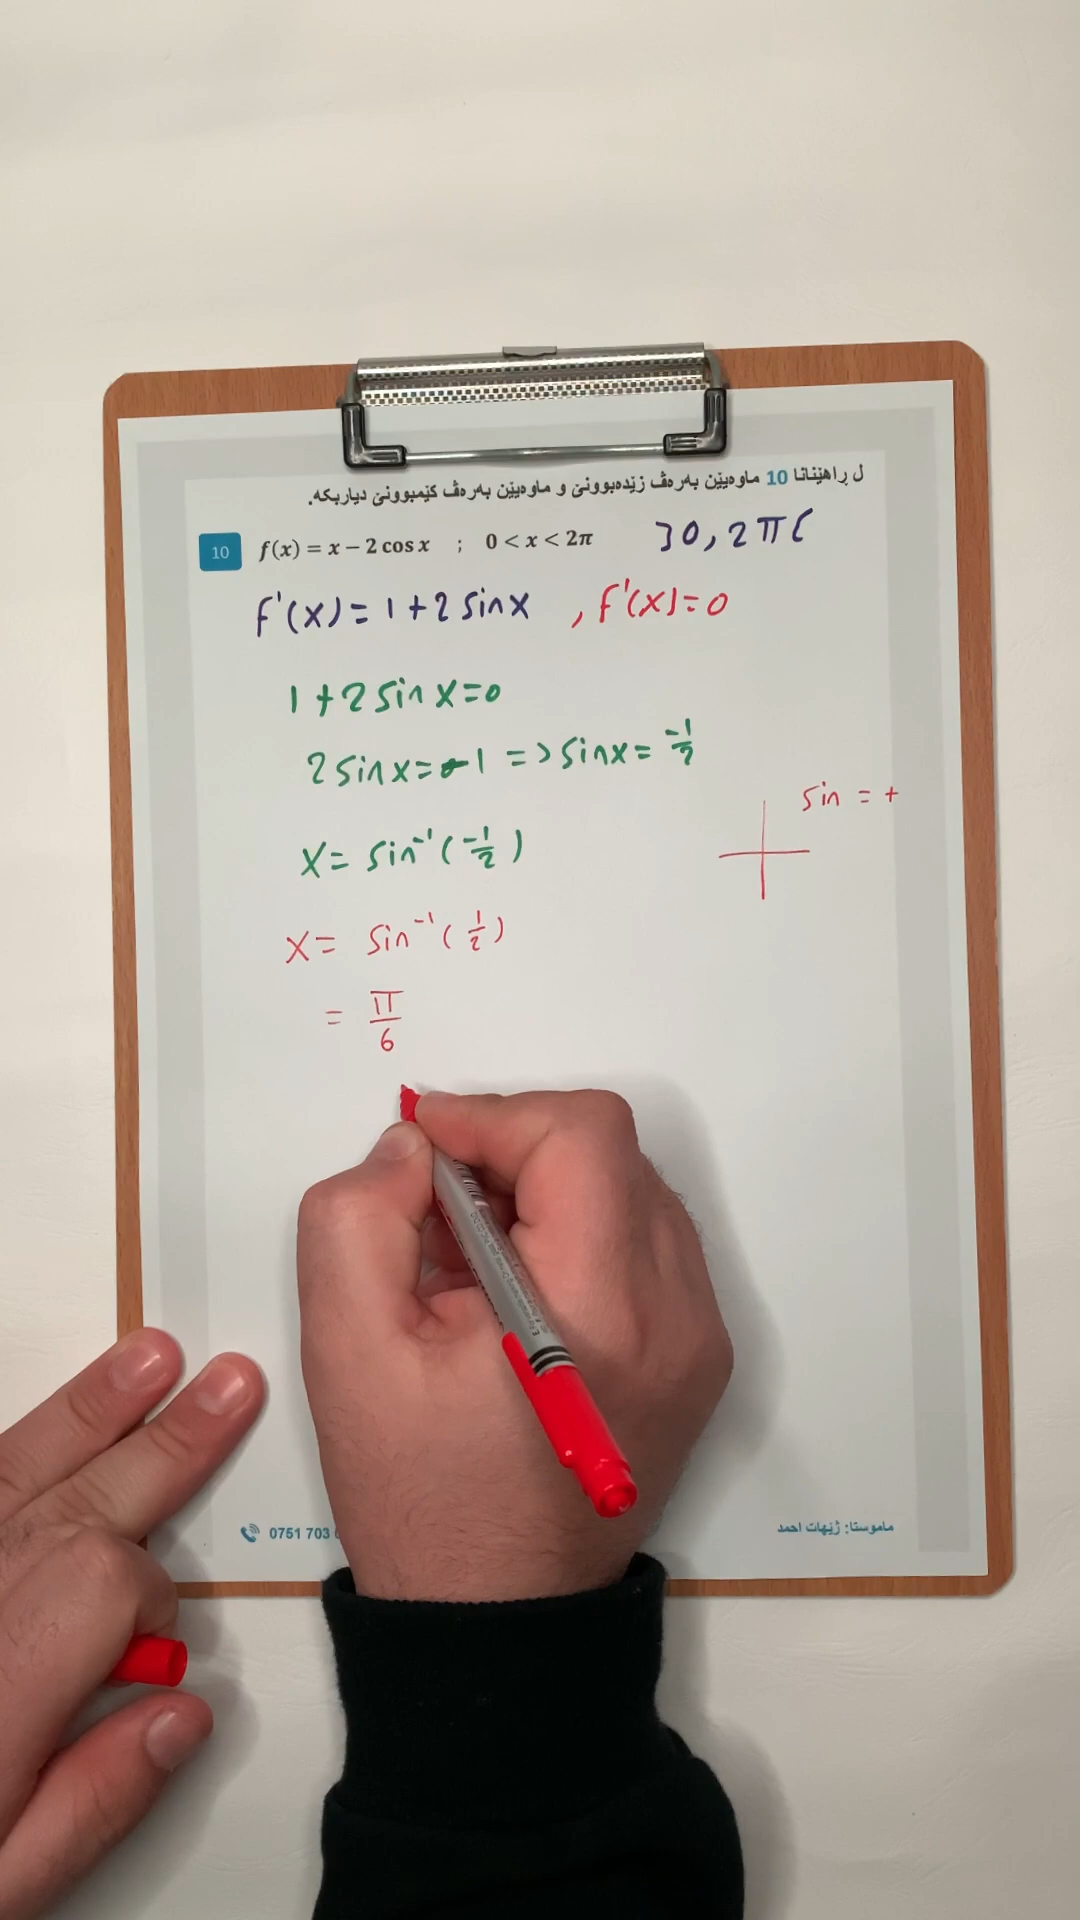 ل ڕاهێنانا 10 ماوەیێن بەرەڤ زێدەبوونێ و ماوەیێن بەرەڤ کێمبوونێ دیاربکە.
10 f(x) = x − 2 cos x ; 0 < x < 2π ]0, 2π[
f'(x) = 1 + 2 sin x , f'(x) = 0
1 + 2 sin x = 0
2 sin x = -1 => sin x = -1/2
sin = +
x = sin⁻¹(-1/2)
x = sin⁻¹(1/2)
= π/6
0751 703
ماموستا: ژێهات احمد